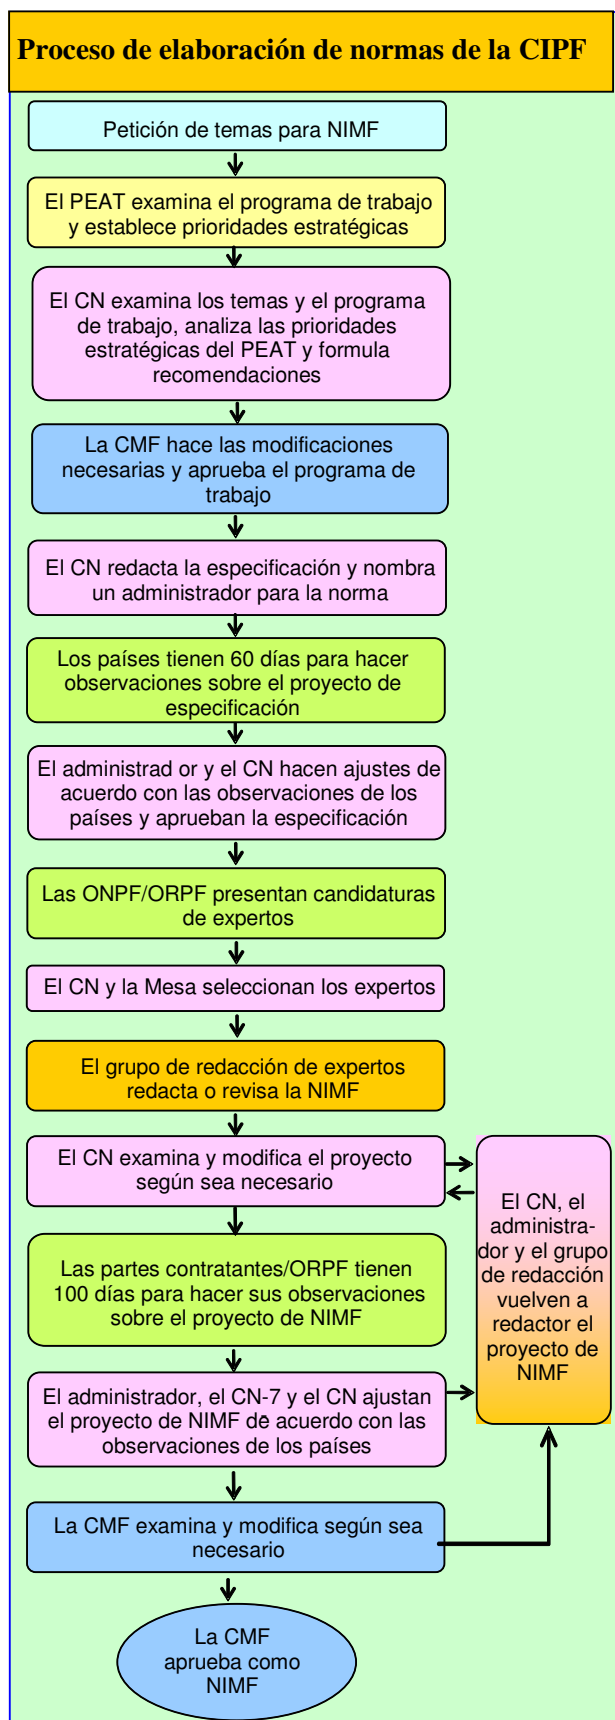 Proceso de elaboración de normas de la CIPF
Petición de temas para NIMF
El PEAT examina el programa de trabajo
y establece prioridades estratégicas
El CN examina los temas y el programa
de trabajo, analiza las prioridades
estratégicas del PEAT y formula
recomendaciones
La CMF hace las modificaciones
necesarias y aprueba el programa de
trabajo
El CN redacta la especificación y nombra
un administrador para la norma
Los países tienen 60 días para hacer
observaciones sobre el proyecto de
especificación
El administrad or y el CN hacen ajustes de
acuerdo con las observaciones de los
países y aprueban la especificación
Las ONPF/ORPF presentan candidaturas
de expertos
El CN y la Mesa seleccionan los expertos
El grupo de redacción de expertos
redacta o revisa la NIMF
El CN examina y modifica el proyecto
según sea necesario
El CN, el
administra-
dor y el grupo
de redacción
vuelven a
redactor el
proyecto de
NIMF
Las partes contratantes/ORPF tienen
100 días para hacer sus observaciones
sobre el proyecto de NIMF
El administrador, el CN-7 y el CN ajustan
el proyecto de NIMF de acuerdo con las
observaciones de los países
La CMF examina y modifica según sea
necesario
La CMF
aprueba como
NIMF